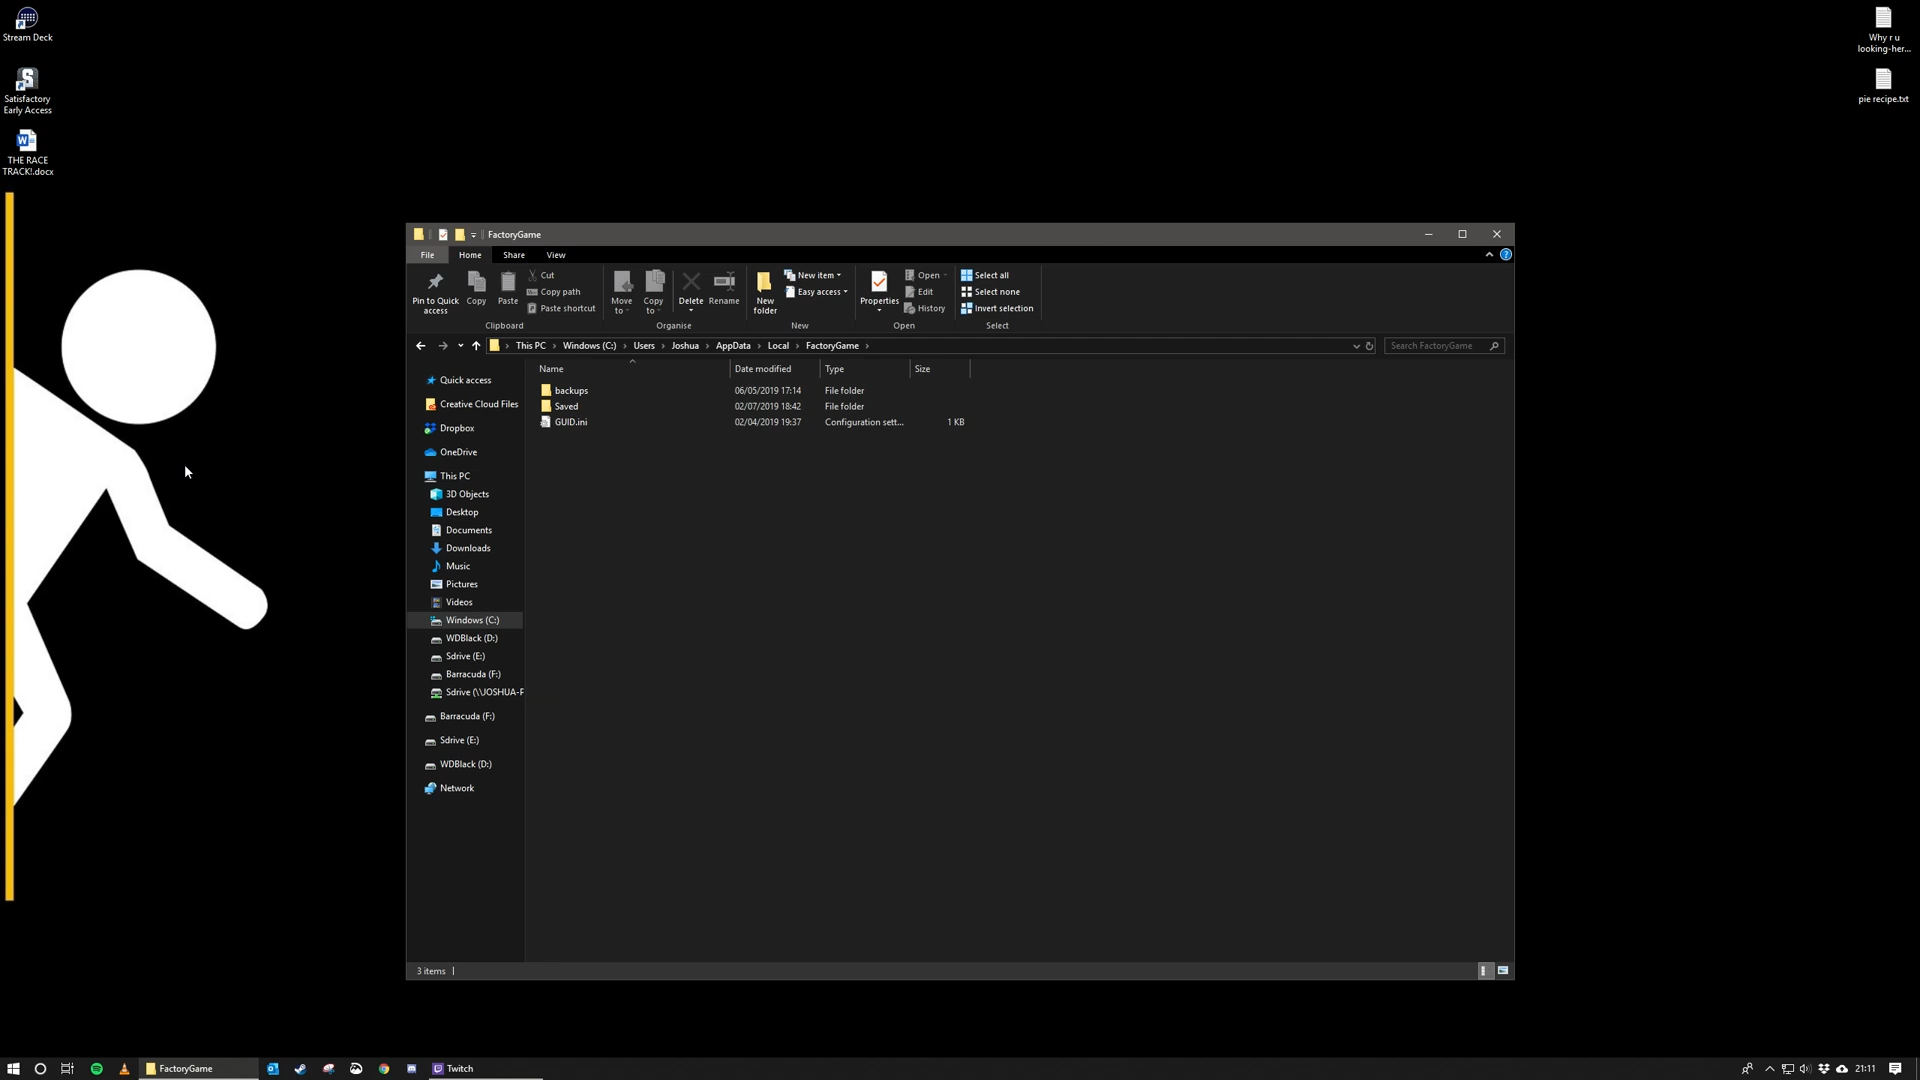 Stream Deck
Satisfactory
Early Access
THE RACE
TRACK!.docx
Why r u
looking-her...
pie recipe.txt
FactoryGame
File Home Share View
Pin to Quick
access
Copy
Paste
Cut
Copy path
Paste shortcut
Clipboard
Move
to
Copy
to
Delete
Rename
Organise
New
folder
New item
Easy access
New
Properties
Open
Edit
History
Open
Select all
Select none
Invert selection
Select
This PC > Windows (C:) > Users > Joshua > AppData > Local > FactoryGame >
Search FactoryGame
Name Date modified Type Size
backups 06/05/2019 17:14 File folder
Saved 02/07/2019 18:42 File folder
GUID.ini 02/04/2019 19:37 Configuration sett... 1 KB
Quick access
Creative Cloud Files
Dropbox
OneDrive
This PC
3D Objects
Desktop
Documents
Downloads
Music
Pictures
Videos
Windows (C:)
WDBlack (D:)
Sdrive (E:)
Barracuda (F:)
Sdrive (\\JOSHUA-P
Barracuda (F:)
Sdrive (E:)
WDBlack (D:)
Network
3 items
FactoryGame
Twitch
21:11